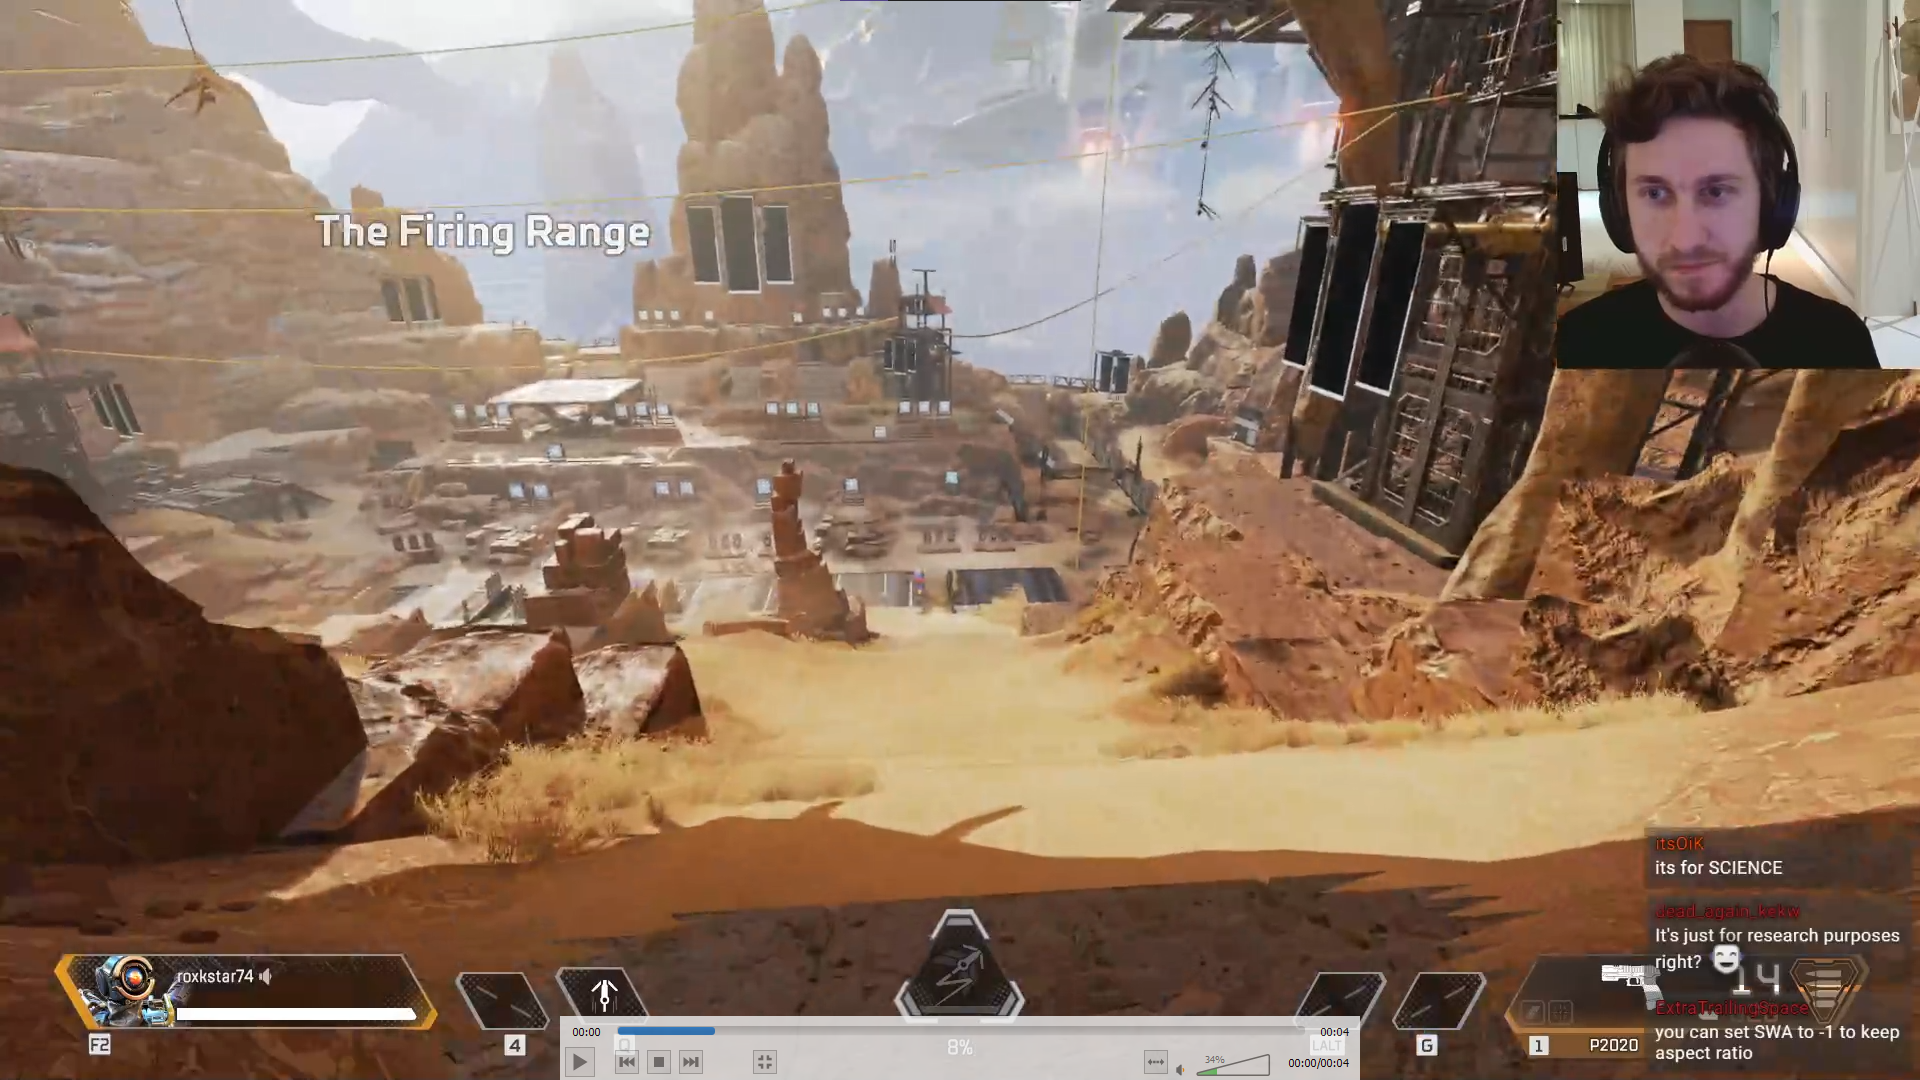 The Firing Range
itsOiK
its for SCIENCE
dead_again_kekw
It's just for research purposes
right?
14
ExtraTrailingSpace
you can set SWA to -1 to keep
aspect ratio
roxkstar74
F2
4
Q
8%
LALT
G
1
P2020
00:00
00:04
34%
00:00/00:04